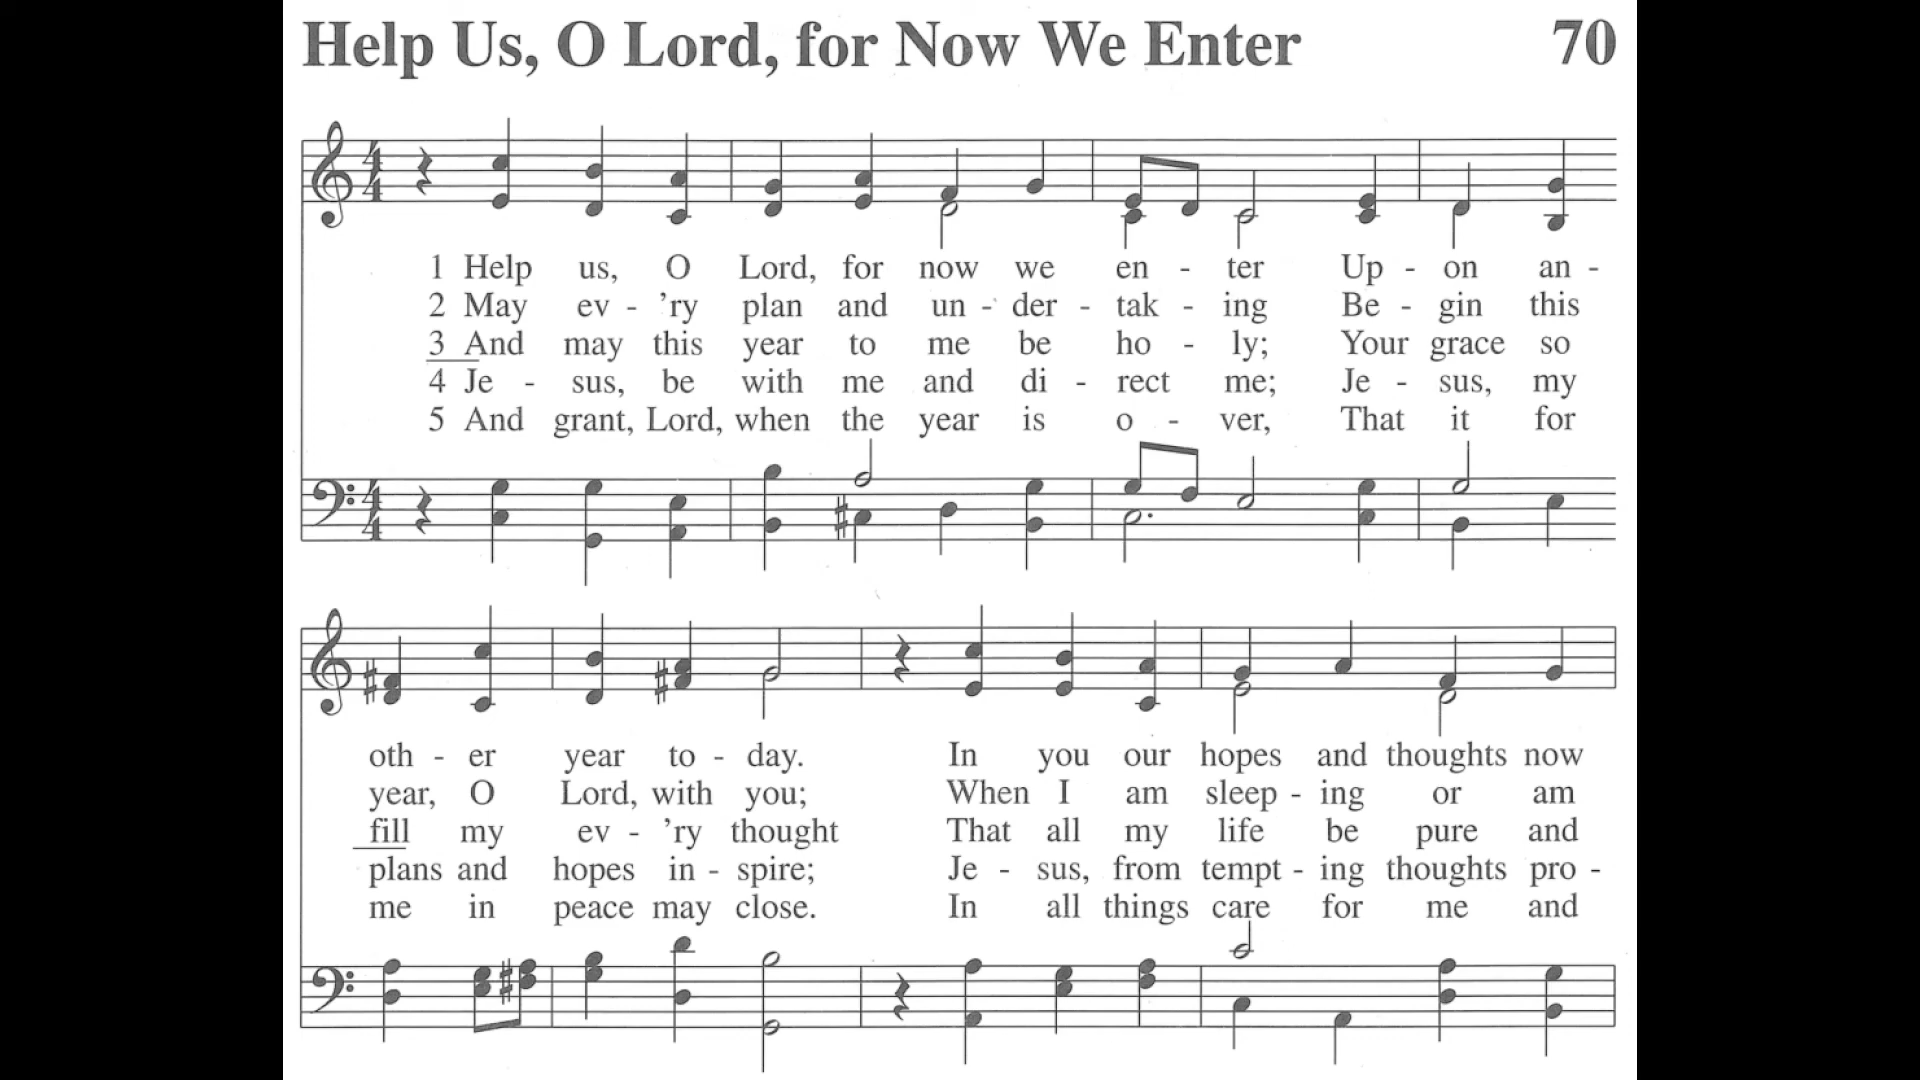 Help Us, O Lord, for Now We Enter 70
1 Help us, O Lord, for now we en - ter Up - on an -
2 May ev - 'ry plan and un - der - tak - ing Be - gin this
3 And may this year to me be ho - ly; Your grace so
4 Je - sus, be with me and di - rect me; Je - sus, my
5 And grant, Lord, when the year is o - ver, That it for
oth - er year to - day. In you our hopes and thoughts now
year, O Lord, with you; When I am sleep - ing or am
fill my ev - 'ry thought That all my life be pure and
plans and hopes in - spire; Je - sus, from tempt - ing thoughts pro -
me in peace may close. In all things care for me and